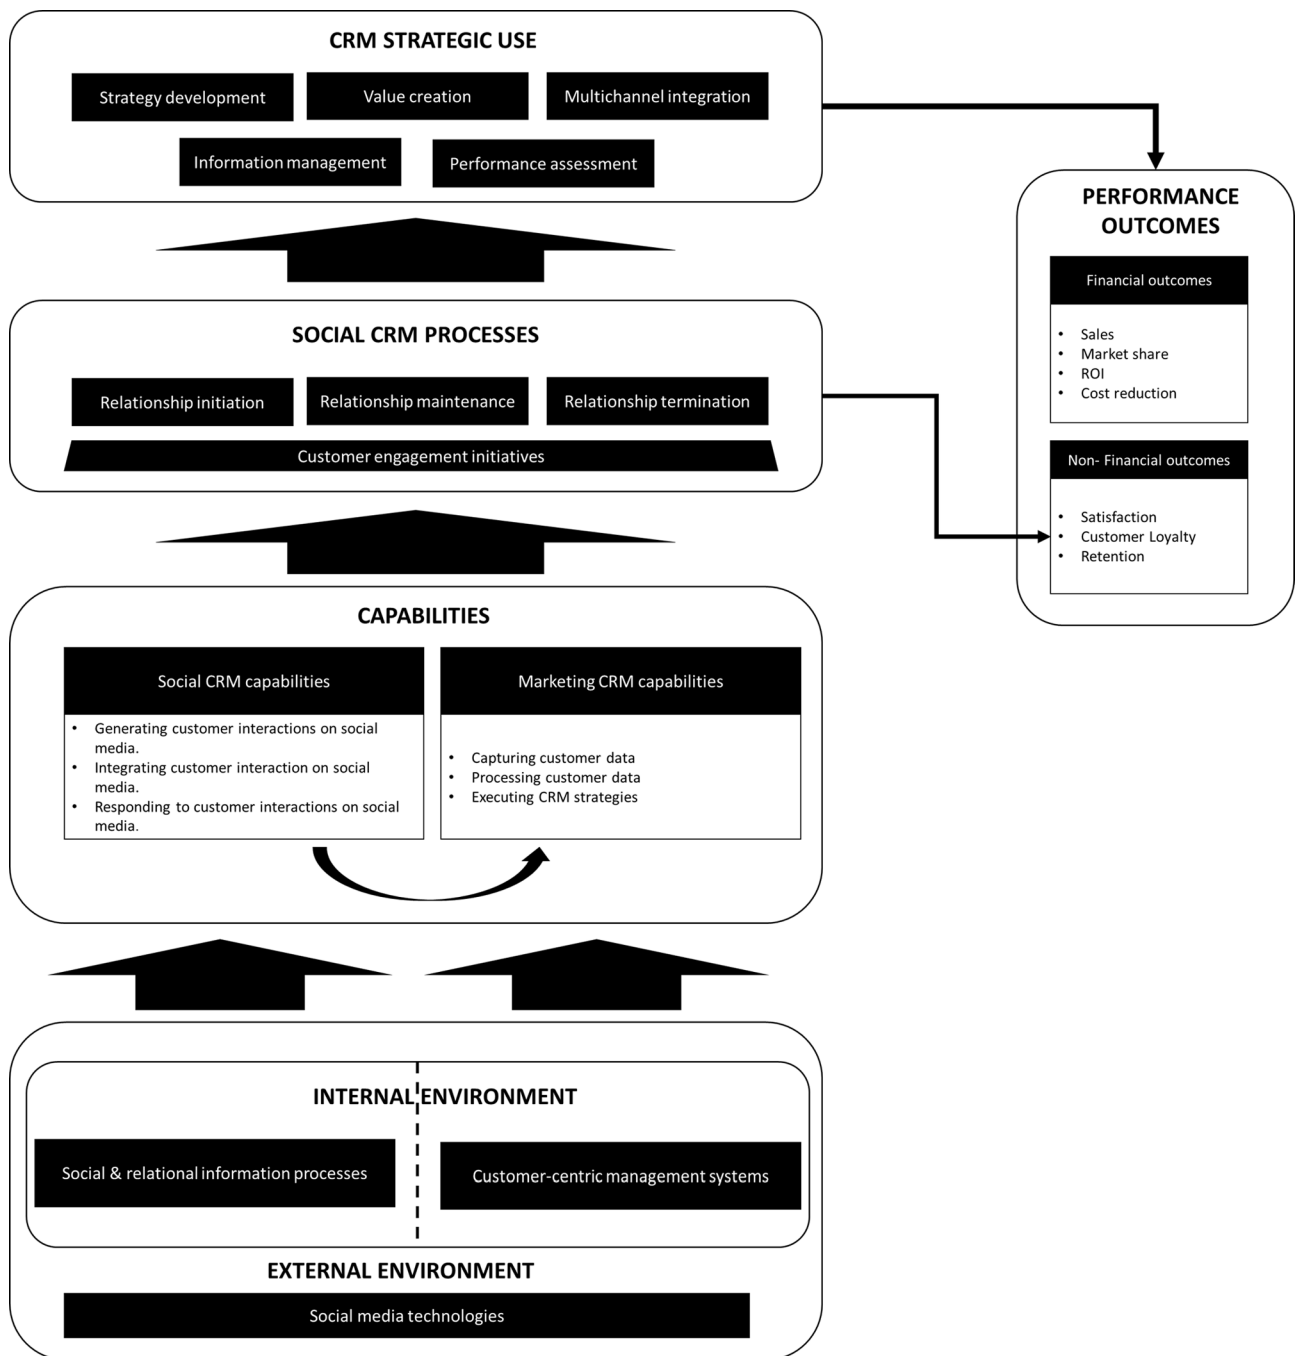 CRM STRATEGIC USE
Strategy development
Value creation
Multichannel integration
Information management
Performance assessment
PERFORMANCE
OUTCOMES
Financial outcomes
• Sales
• Market share
• ROI
• Cost reduction
Non- Financial outcomes
• Satisfaction
• Customer Loyalty
• Retention
SOCIAL CRM PROCESSES
Relationship initiation
Relationship maintenance
Relationship termination
Customer engagement initiatives
CAPABILITIES
Social CRM capabilities
• Generating customer interactions on social
media.
• Integrating customer interaction on social
media.
• Responding to customer interactions on social
media.
Marketing CRM capabilities
• Capturing customer data
• Processing customer data
• Executing CRM strategies
INTERNAL ENVIRONMENT
Social & relational information processes
Customer-centric management systems
EXTERNAL ENVIRONMENT
Social media technologies